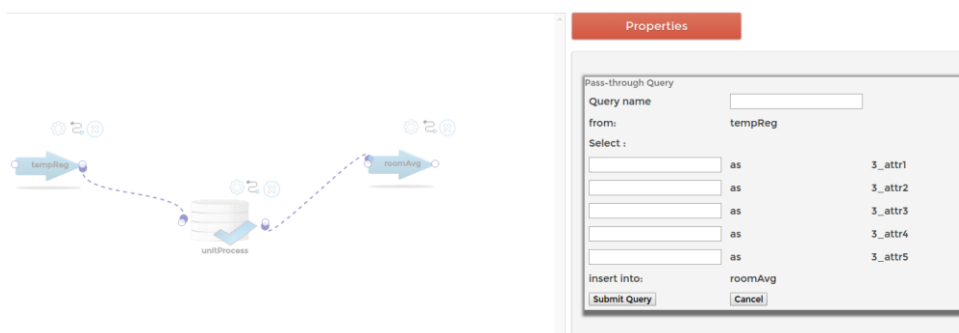 tempReg
roomAvg
unitProcess
Properties
Pass-through Query
Query name
from: tempReg
Select :
as 3_attr1
as 3_attr2
as 3_attr3
as 3_attr4
as 3_attr5
insert into: roomAvg
Submit Query Cancel